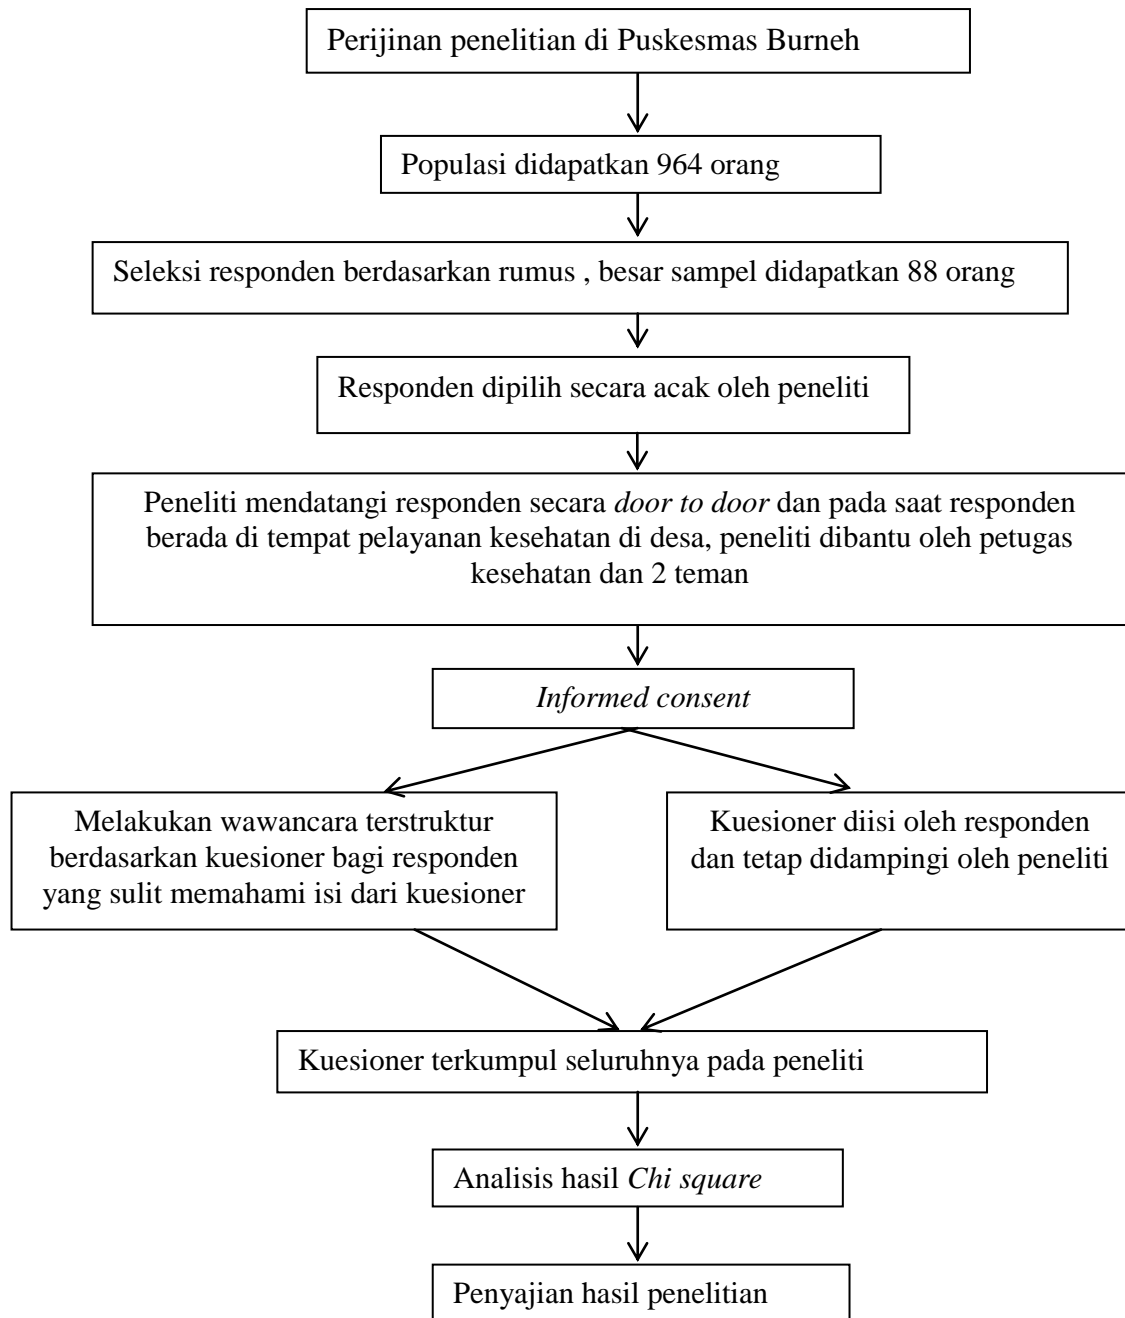 Perijinan penelitian di Puskesmas Burneh
Populasi didapatkan 964 orang
Seleksi responden berdasarkan rumus , besar sampel didapatkan 88 orang
Responden dipilih secara acak oleh peneliti
Peneliti mendatangi responden secara door to door dan pada saat responden
berada di tempat pelayanan kesehatan di desa, peneliti dibantu oleh petugas
kesehatan dan 2 teman
Informed consent
Melakukan wawancara terstruktur
berdasarkan kuesioner bagi responden
yang sulit memahami isi dari kuesioner
Kuesioner diisi oleh responden
dan tetap didampingi oleh peneliti
Kuesioner terkumpul seluruhnya pada peneliti
Analisis hasil Chi square
Penyajian hasil penelitian